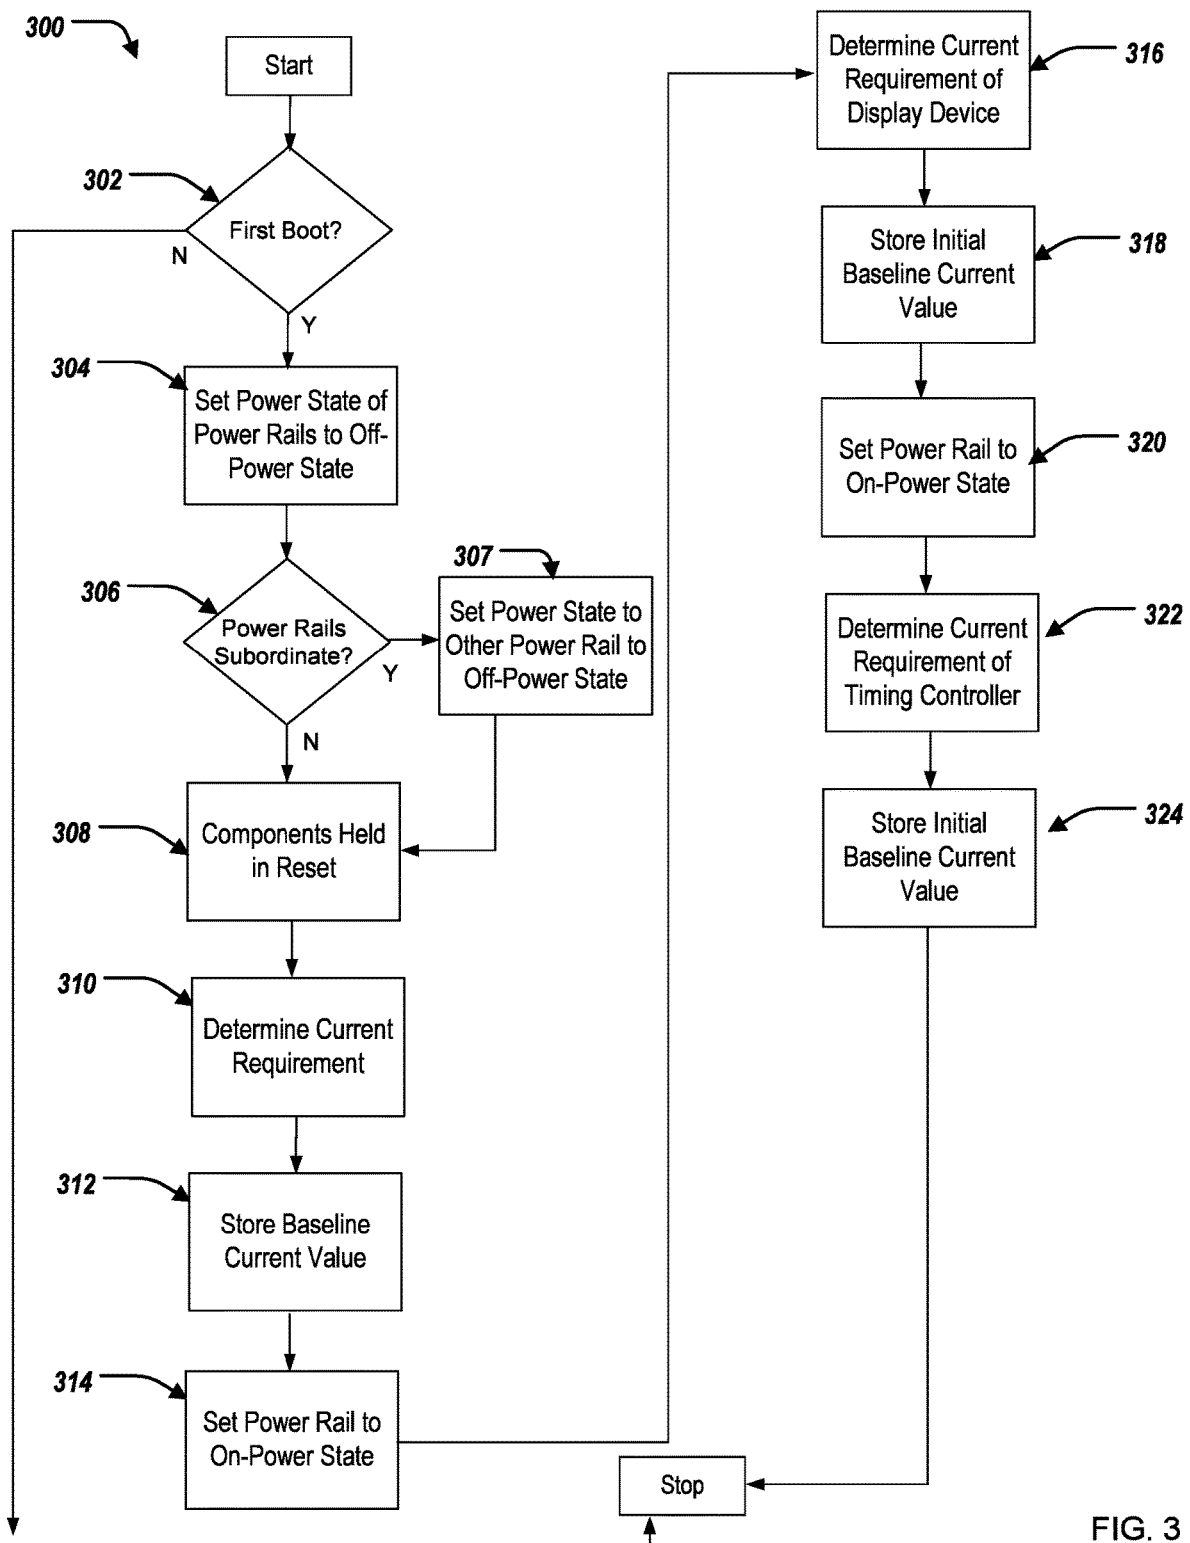 300
Start
302
First Boot?
N
Y
304
Set Power State of
Power Rails to Off-
Power State
306
Power Rails
Subordinate?
Y
N
307
Set Power State to
Other Power Rail to
Off-Power State
308
Components Held
in Reset
310
Determine Current
Requirement
312
Store Baseline
Current Value
314
Set Power Rail to
On-Power State
316
Determine Current
Requirement of
Display Device
318
Store Initial
Baseline Current
Value
320
Set Power Rail to
On-Power State
322
Determine Current
Requirement of
Timing Controller
324
Store Initial
Baseline Current
Value
Stop
FIG. 3